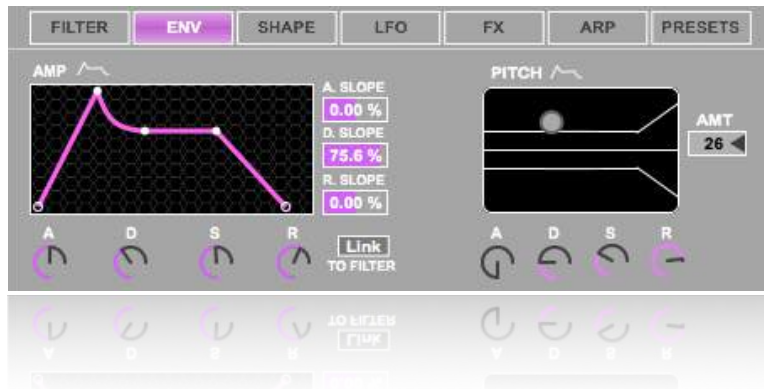 FILTER ENV SHAPE LFO FX ARP PRESETS
AMP PITCH
A. SLOPE
0.00 %
D. SLOPE
75.6 %
R. SLOPE
0.00 %
AMT
26
A D S R
Link
TO FILTER
A D S R